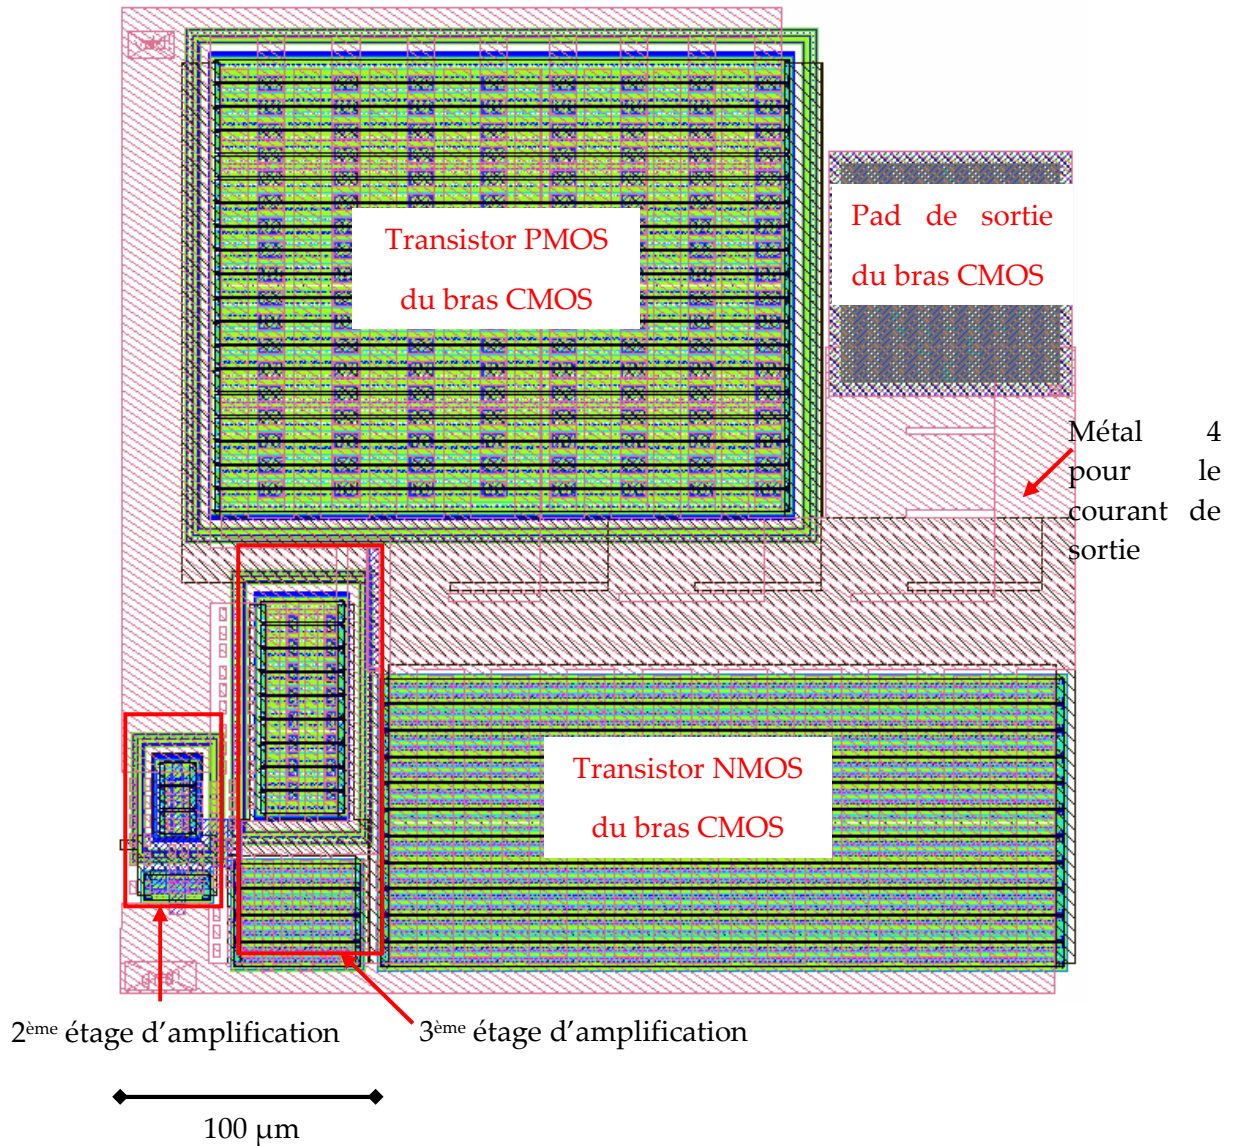 Transistor PMOS
du bras CMOS
Pad de sortie
du bras CMOS
Métal 4
pour le
courant de
sortie
Transistor NMOS
du bras CMOS
2ème étage d'amplification
3ème étage d'amplification
100 µm